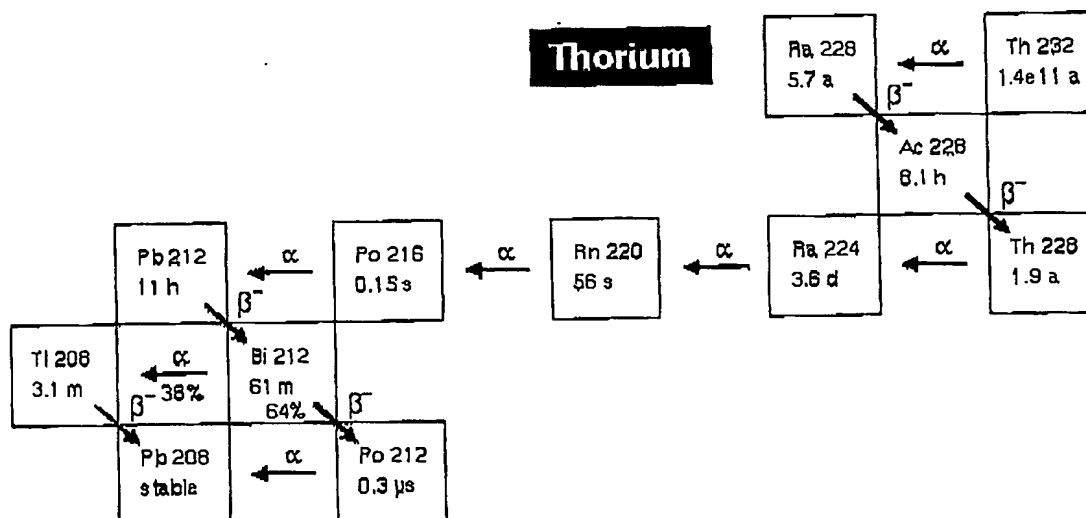 Thorium
Ra 228
5.7 a
α
Th 232
1.4e11 a
β⁻
Ac 228
6.1 h
β⁻
Pb 212
11 h
α
Po 216
0.15 s
α
Rn 220
56 s
α
Ra 224
3.6 d
α
Th 228
1.9 a
β⁻
Tl 208
3.1 m
α
38%
Bi 212
61 m
64%
β⁻
β⁻
Pb 208
stable
α
Po 212
0.3 µs